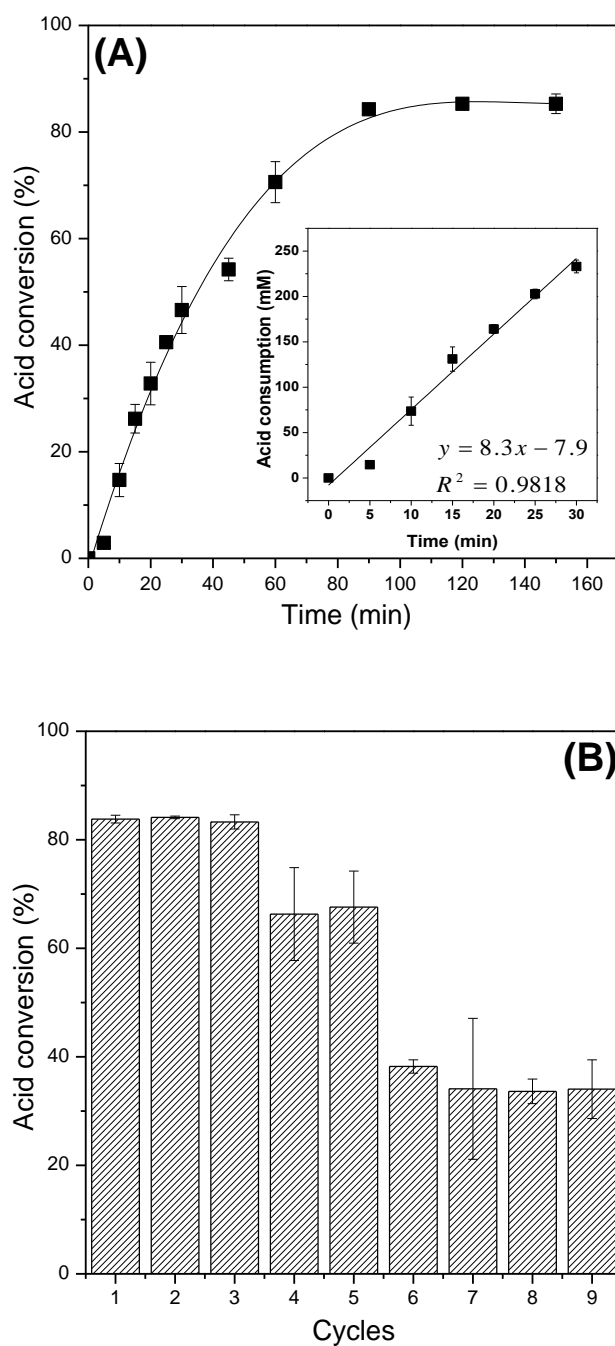 (A)
100
80
60
40
20
0
Acid conversion (%)
0 20 40 60 80 100 120 140 160
Time (min)
250
200
150
100
50
0
Acid consumption (mM)
y = 8.3x − 7.9
R² = 0.9818
0 5 10 15 20 25 30
Time (min)
(B)
100
80
60
40
20
0
Acid conversion (%)
1 2 3 4 5 6 7 8 9
Cycles